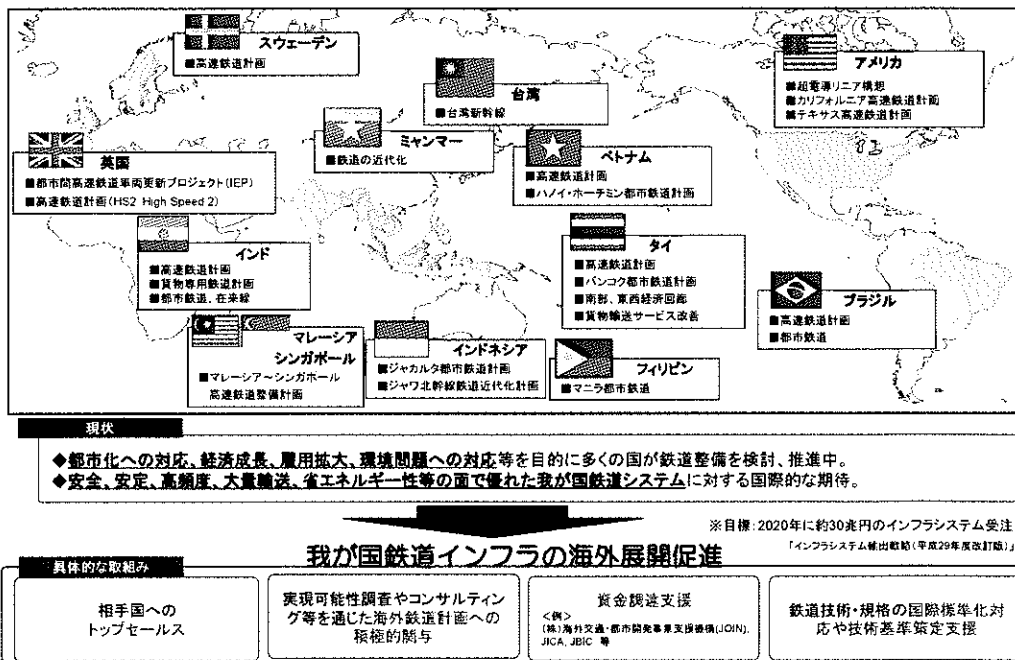 スウェーデン
■高速鉄道計画
台湾
■台湾新幹線
アメリカ
■超電導リニア構想
■カリフォルニア高速鉄道計画
■テキサス高速鉄道計画
ミャンマー
■鉄道の近代化
ベトナム
■高速鉄道計画
■ハノイ・ホーチミン都市鉄道計画
英国
■都市間高速鉄道車両更新プロジェクト(IEP)
■高速鉄道計画(HS2 High Speed 2)
インド
■高速鉄道計画
■貨物専用鉄道計画
■都市鉄道、在来線
タイ
■高速鉄道計画
■バンコク都市鉄道計画
■南部、東西経済回廊
■貨物輸送サービス改善
ブラジル
■高速鉄道計画
■都市鉄道
マレーシア
シンガポール
■マレーシア～シンガポール
高速鉄道整備計画
インドネシア
■ジャカルタ都市鉄道計画
■ジャワ北幹線鉄道近代化計画
フィリピン
■マニラ都市鉄道
現状
◆都市化への対応、経済成長、雇用拡大、環境問題への対応等を目的に多くの国が鉄道整備を検討、推進中。
◆安全、安定、高頻度、大量輸送、省エネルギー性等の面で優れた我が国鉄道システムに対する国際的な期待。
※目標:2020年に約30兆円のインフラシステム受注
「インフラシステム輸出戦略(平成29年度改訂版)」
我が国鉄道インフラの海外展開促進
具体的な取組み
相手国への
トップセールス
実現可能性調査やコンサルティン
グ等を通じた海外鉄道計画への
積極的関与
資金調達支援
<例>
(株)海外交通・都市開発事業支援機構(JOIN)、
JICA、JBIC 等
鉄道技術・規格の国際標準化対
応や技術基準策定支援